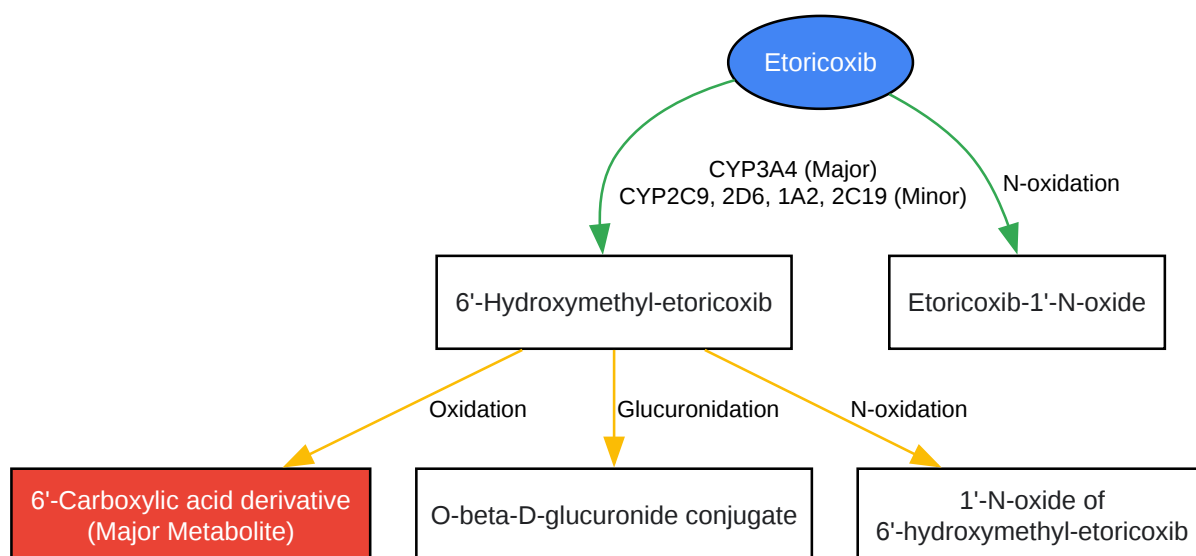 Etoricoxib
CYP3A4 (Major)
CYP2C9, 2D6, 1A2, 2C19 (Minor)
N-oxidation
6'-Hydroxymethyl-etoricoxib
Etoricoxib-1'-N-oxide
Oxidation
Glucuronidation
N-oxidation
6'-Carboxylic acid derivative
(Major Metabolite)
O-beta-D-glucuronide conjugate
1'-N-oxide of
6'-hydroxymethyl-etoricoxib